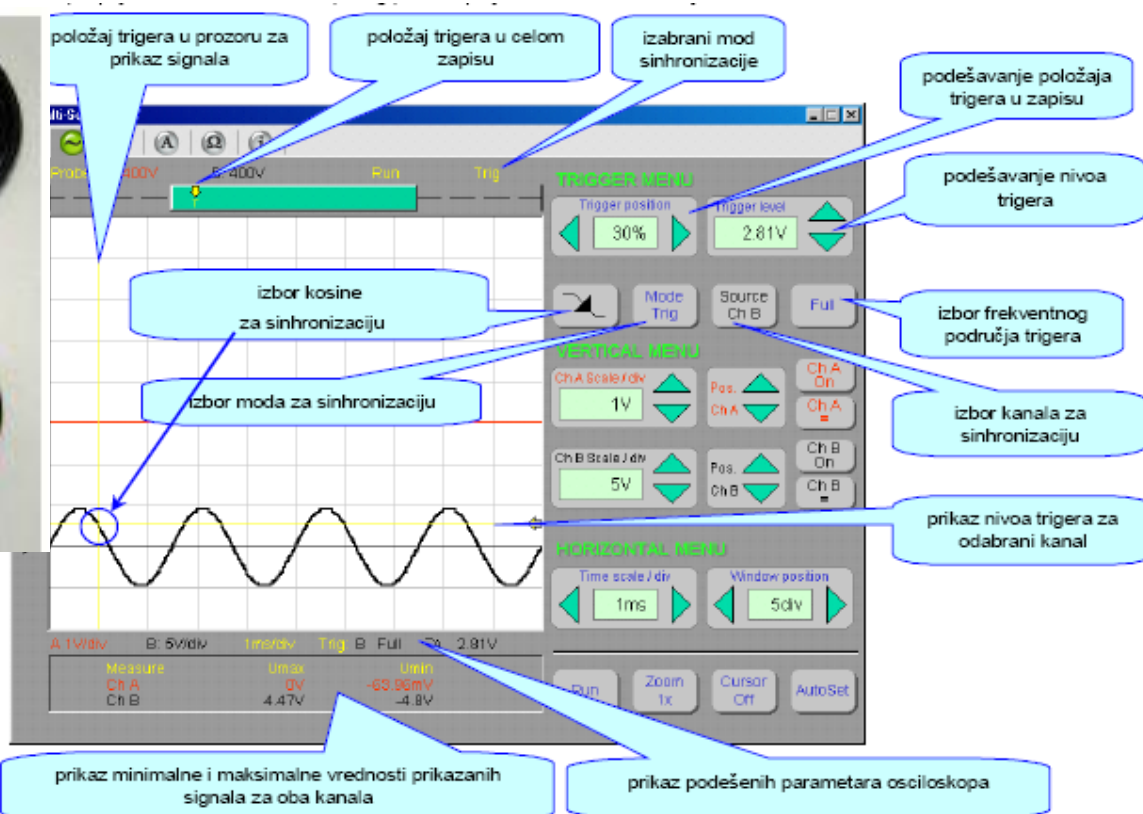 položaj trigera u prozoru za
prikaz signala
položaj trigera u celom
zapisu
izabrani mod
sinhronizacije
podešavanje položaja
trigera u zapisu
podešavanje nivoa
trigera
A
Ω
i
Probe
400V
400V
Run
Trig
TRIGGER MENU
Trigger position
30%
Trigger level
2.81V
izbor kosine
za sinhronizaciju
Mode
Trig
Source
Ch B
Full
izbor frekventnog
područja trigera
izbor moda za sinhronizaciju
VERTICAL MENU
Ch A Scale / div
1V
Pos.
Ch A
Ch A
On
Ch A
=
izbor kanala za
sinhronizaciju
Ch B Scale / div
5V
Pos.
Ch B
Ch B
On
Ch B
=
prikaz nivoa trigera za
odabrani kanal
HORIZONTAL MENU
Time scale / div
1ms
Window position
5div
A:1V/div B: 5V/div 1ms/div Trig B Full 2.81V
Measure Umax Umin
Ch A 0V -63.96mV
Ch B 4.47V -4.8V
Run
Zoom
1x
Cursor
Off
AutoSet
prikaz minimalne i maksimalne vrednosti prikazanih
signala za oba kanala
prikaz podešenih parametara osciloskopa